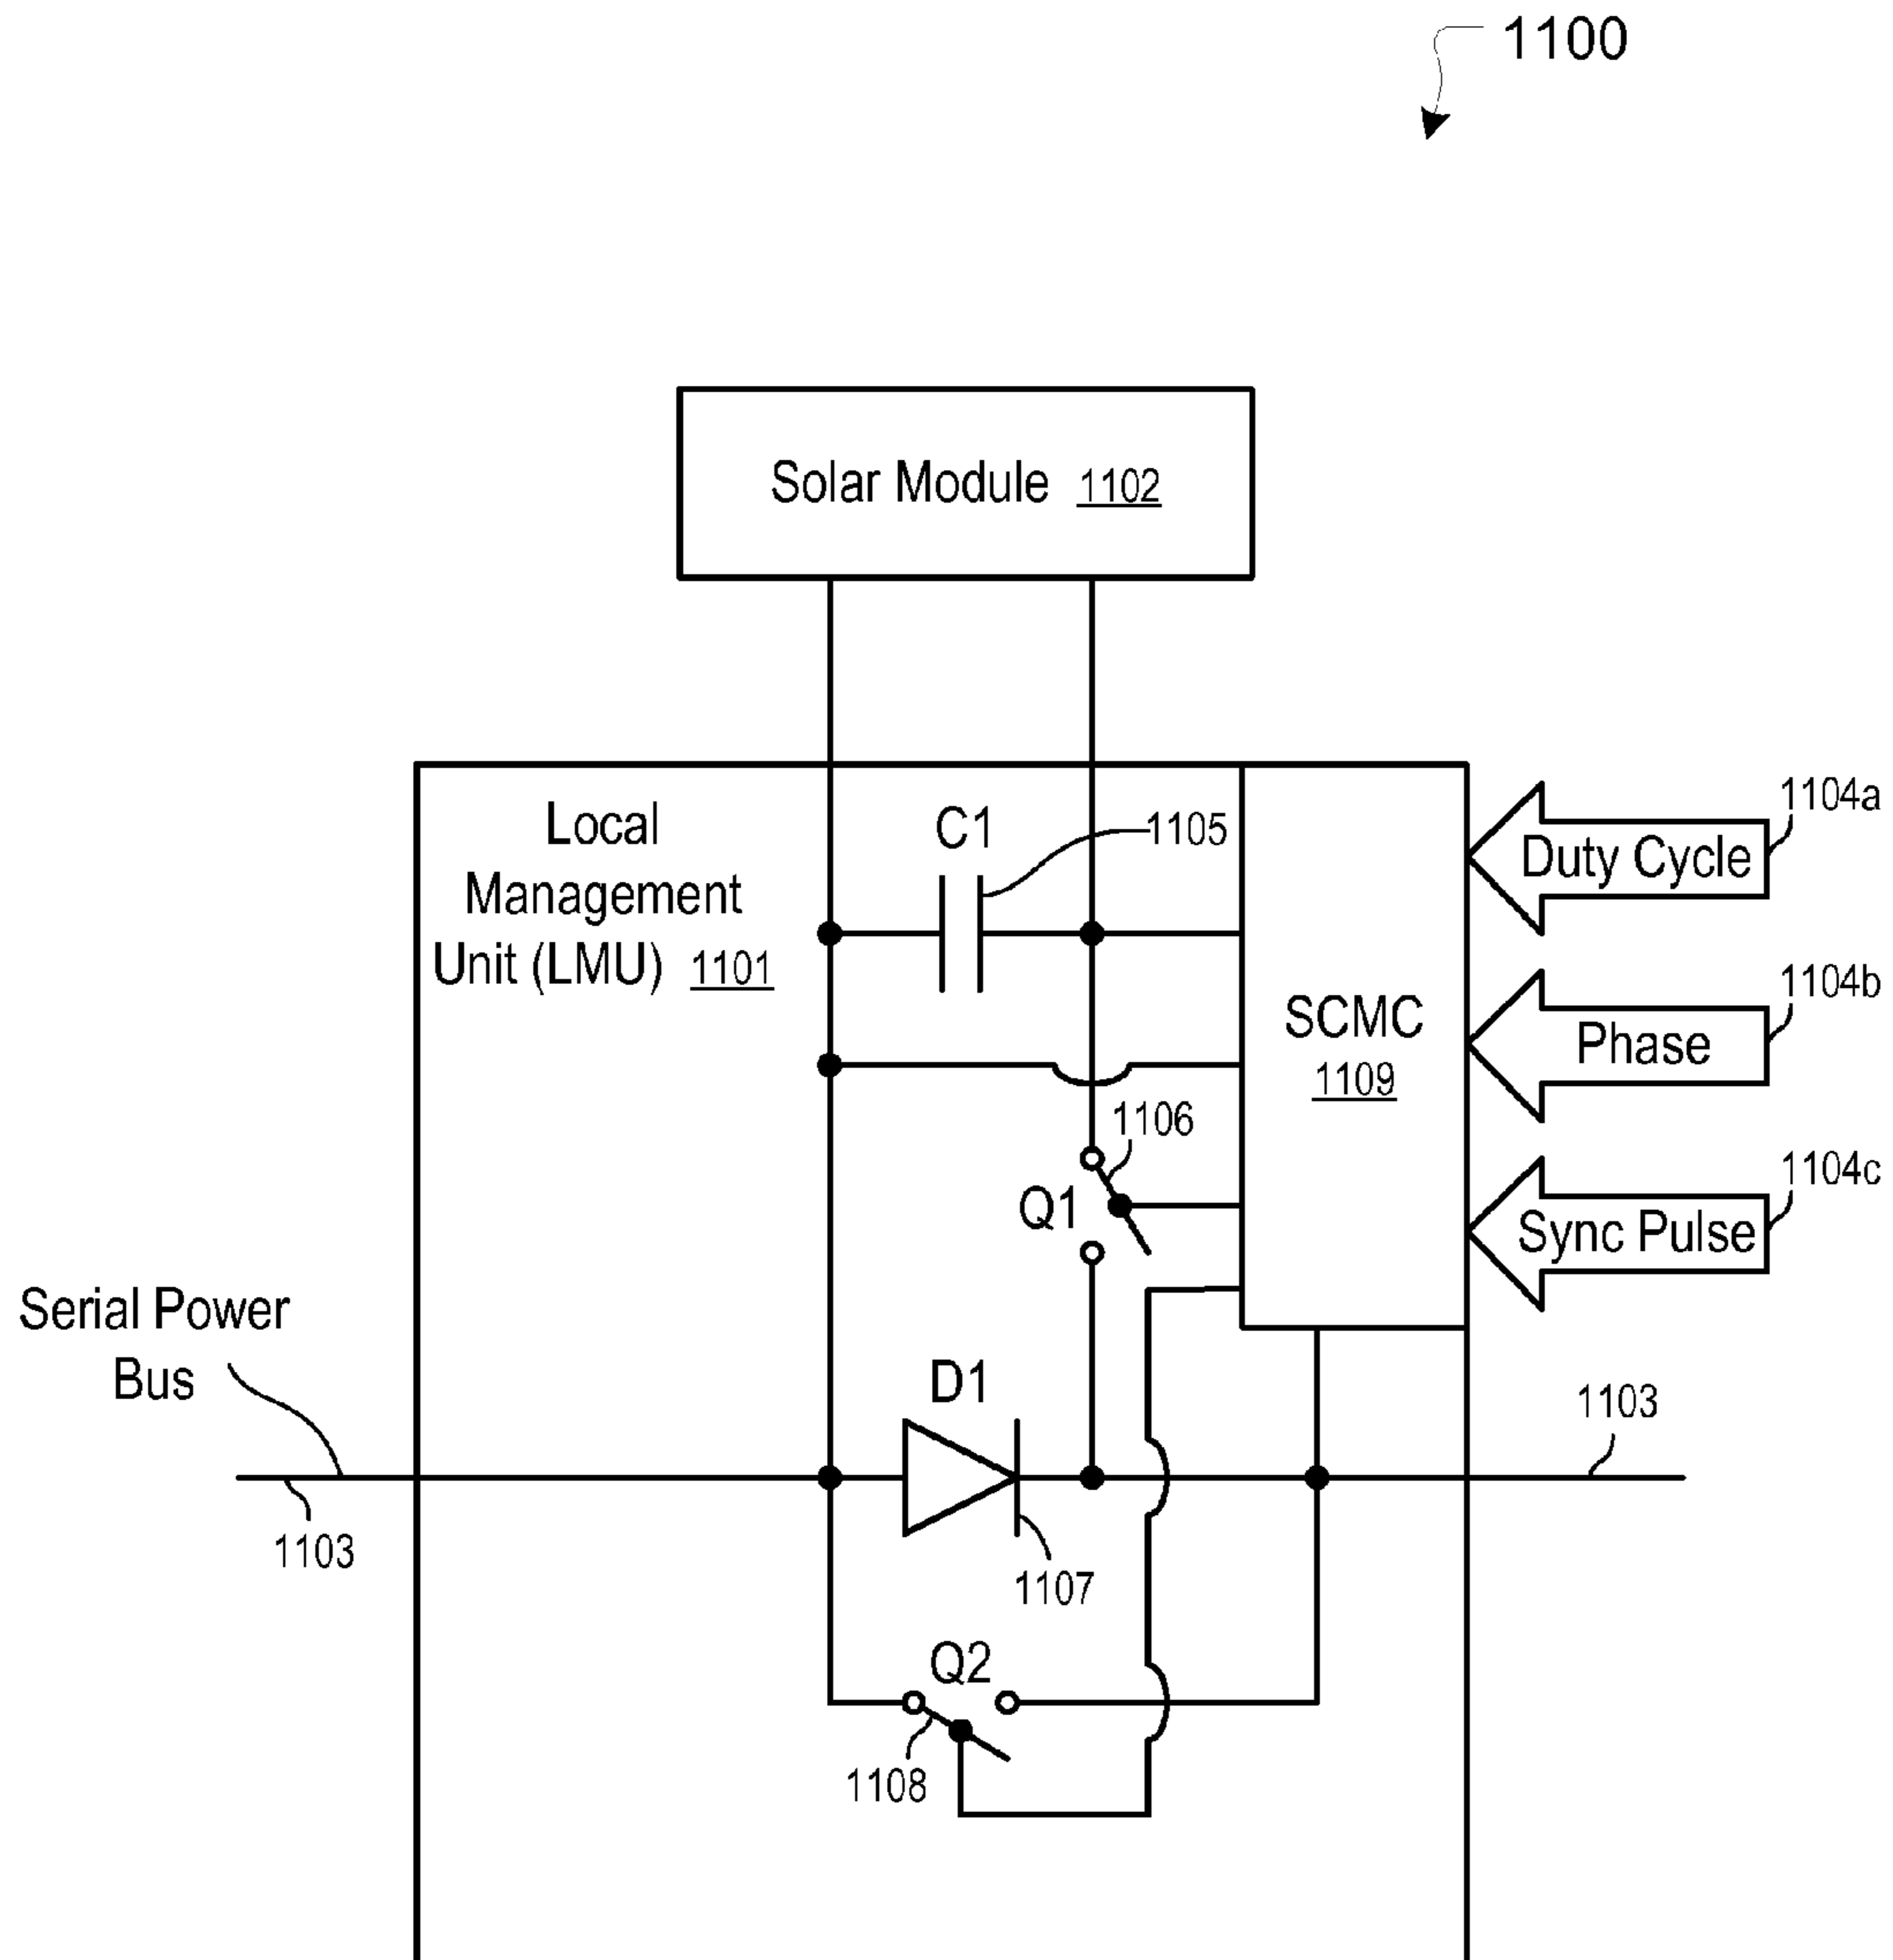 1100
Solar Module 1102
Local
Management
Unit (LMU) 1101
C1
1105
SCMC
1109
Duty Cycle
1104a
Phase
1104b
Sync Pulse
1104c
1106
Q1
Serial Power
Bus
1103
D1
1107
1103
Q2
1108